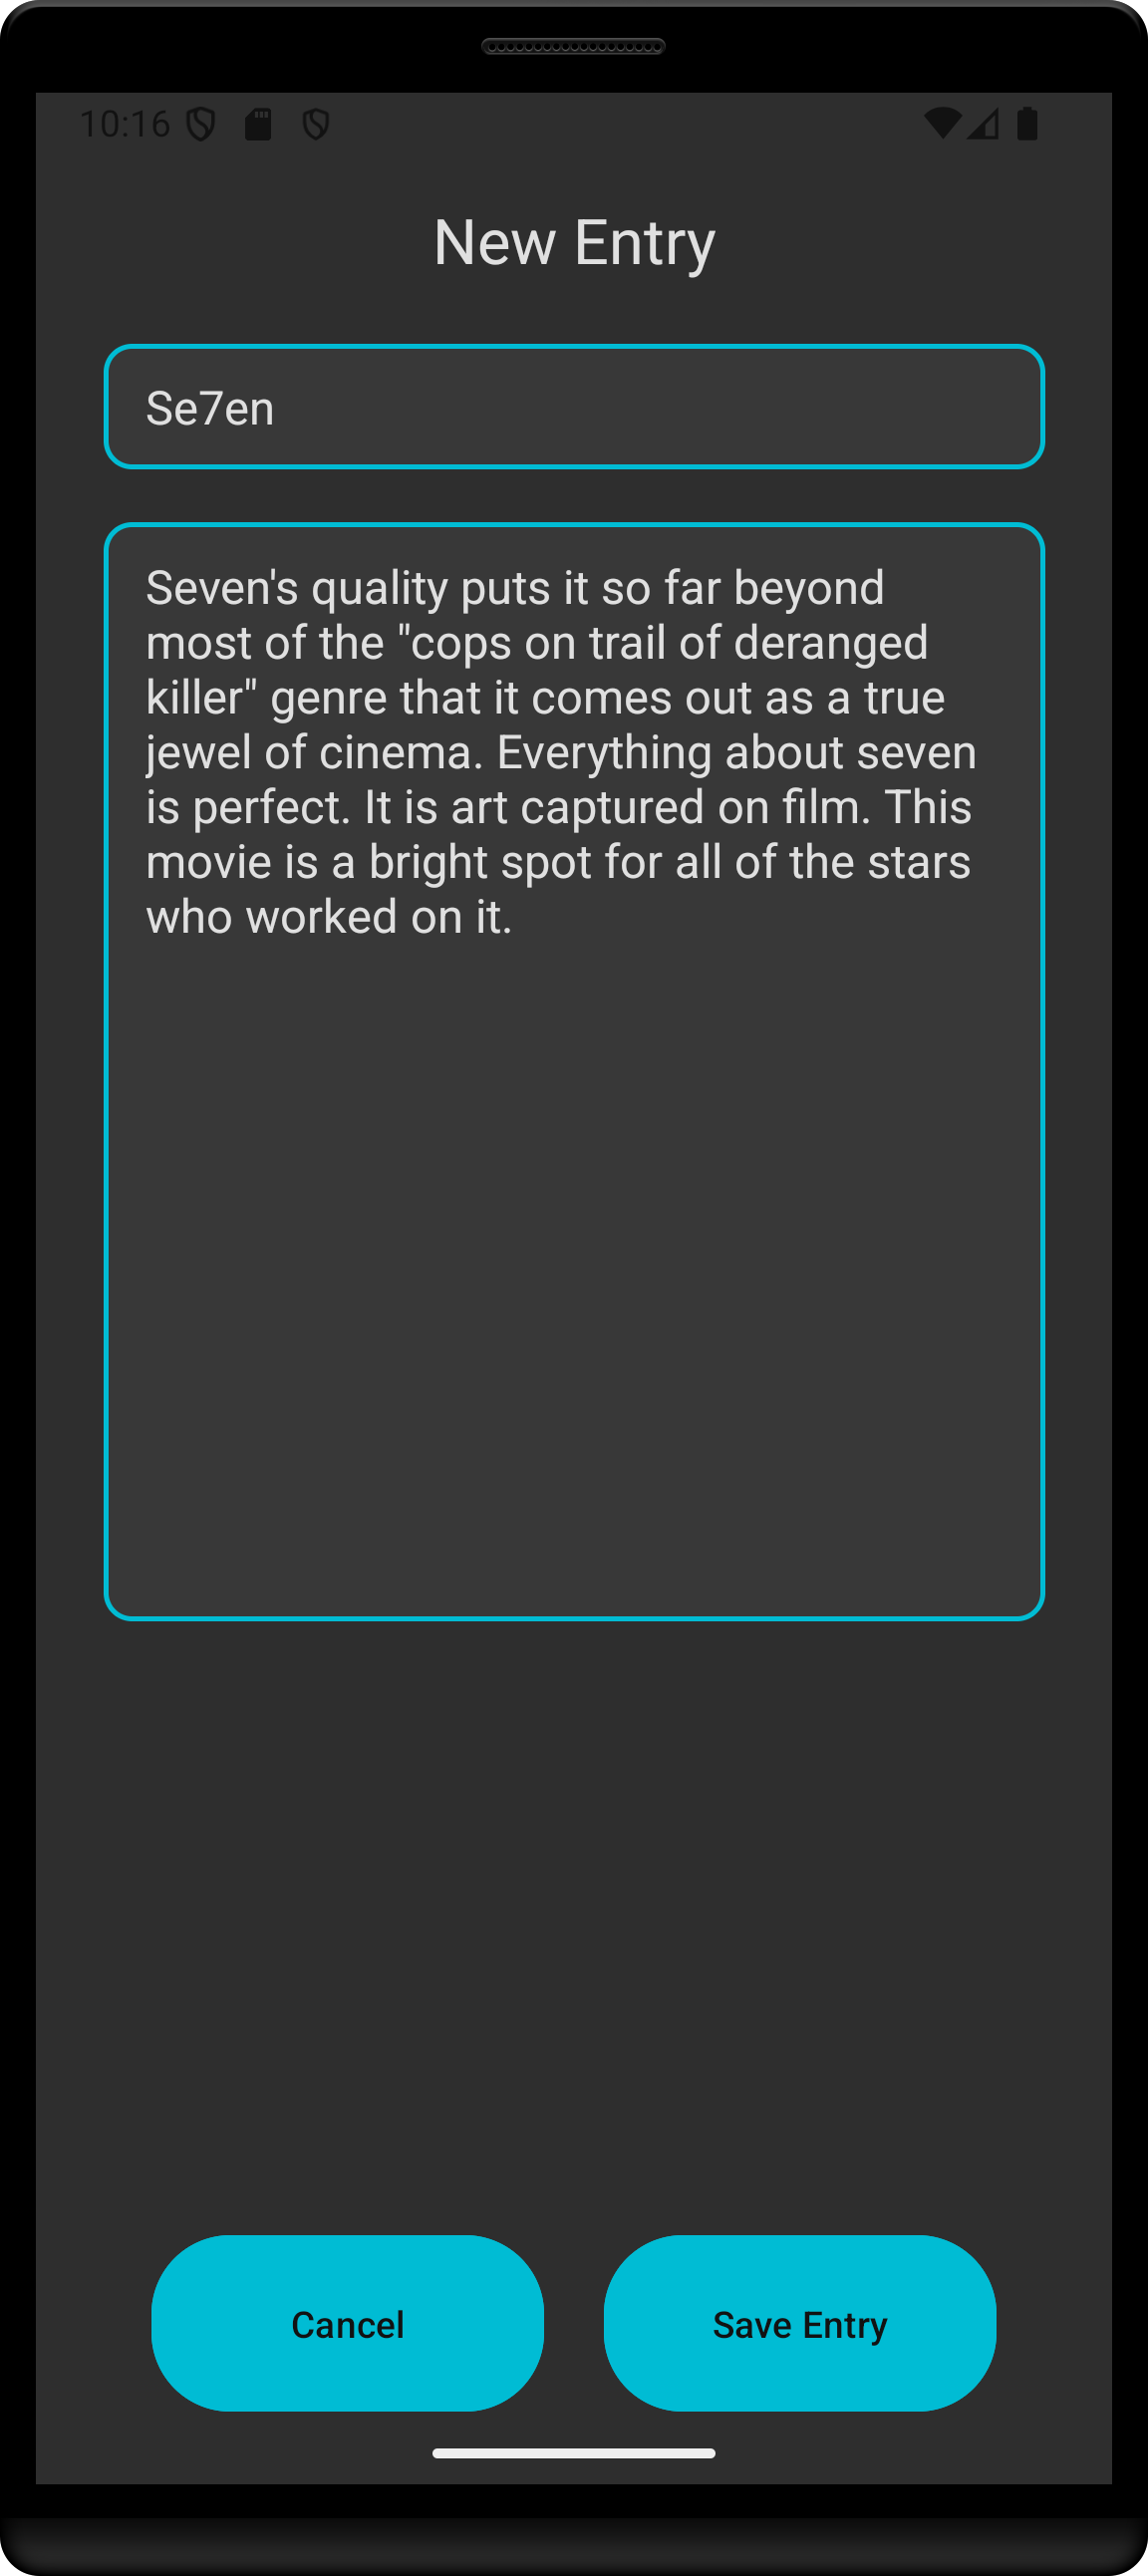 10:16
New Entry
Se7en
Seven's quality puts it so far beyond
most of the "cops on trail of deranged
killer" genre that it comes out as a true
jewel of cinema. Everything about seven
is perfect. It is art captured on film. This
movie is a bright spot for all of the stars
who worked on it.
Cancel
Save Entry